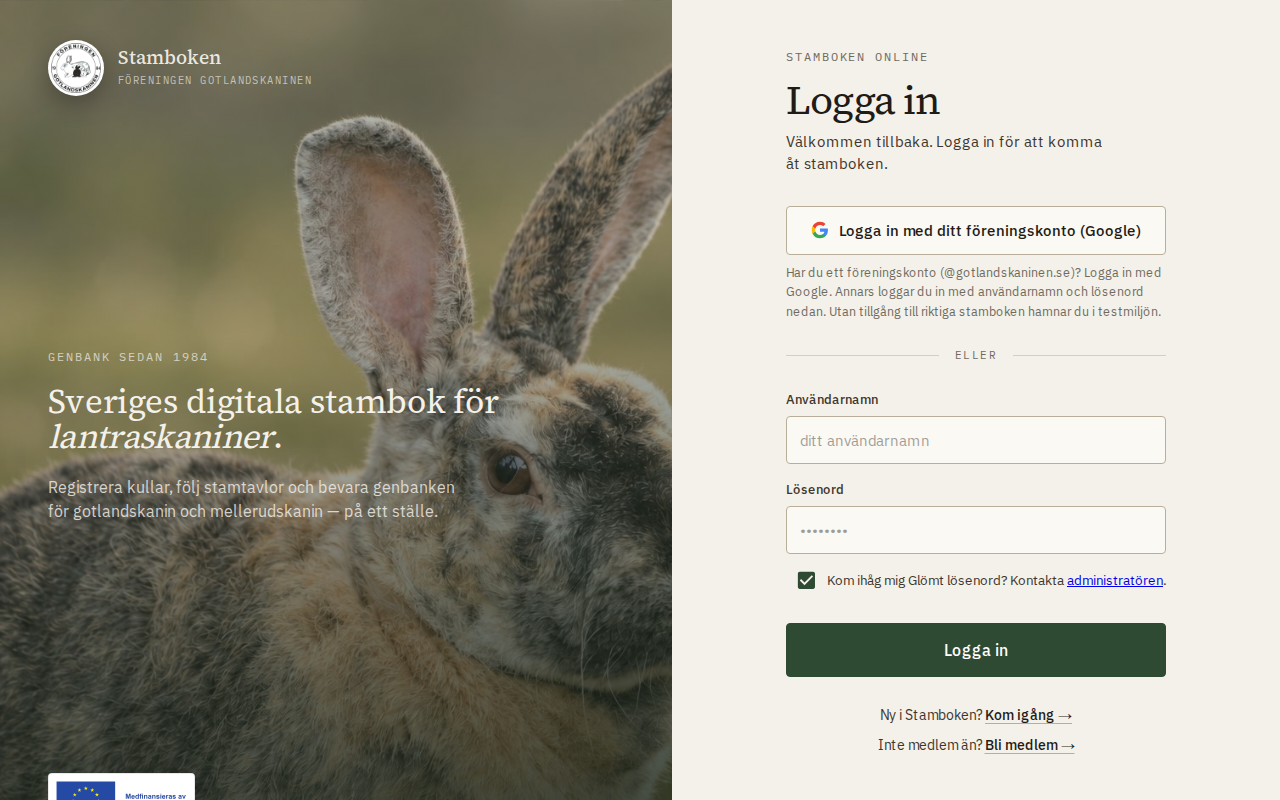 FÖRENINGEN
GOTLANDSKANINEN
Stamboken
FÖRENINGEN GOTLANDSKANINEN
GENBANK SEDAN 1984
Sveriges digitala stambok för
lantraskaniner.
Registrera kullar, följ stamtavlor och bevara genbanken
för gotlandskanin och mellerudskanin — på ett ställe.
Medfinansieras av
STAMBOKEN ONLINE
Logga in
Välkommen tillbaka. Logga in för att komma
åt stamboken.
Logga in med ditt föreningskonto (Google)
Har du ett föreningskonto (@gotlandskaninen.se)? Logga in med
Google. Annars loggar du in med användarnamn och lösenord
nedan. Utan tillgång till riktiga stamboken hamnar du i testmiljön.
ELLER
Användarnamn
ditt användarnamn
Lösenord
••••••••
Kom ihåg mig Glömt lösenord? Kontakta administratören.
Logga in
Ny i Stamboken? Kom igång →
Inte medlem än? Bli medlem →